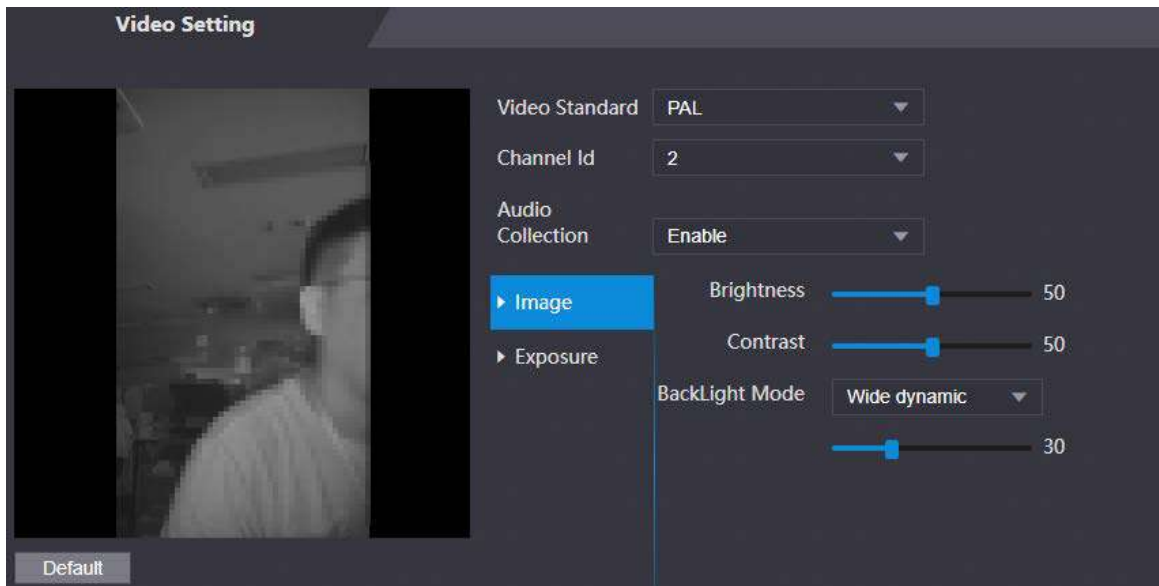 Video Setting
Video Standard PAL
Channel Id 2
Audio
Collection Enable
Image
Exposure
Brightness 50
Contrast 50
BackLight Mode Wide dynamic
30
Default